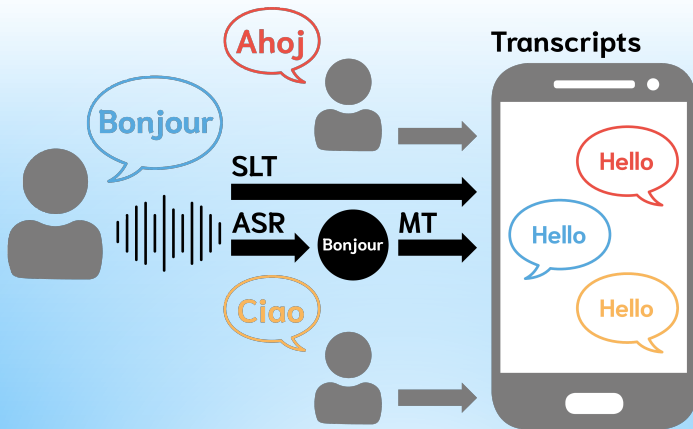 Ahoj
Transcripts
Bonjour
Hello
SLT
ASR
Bonjour
MT
Hello
Ciao
Hello